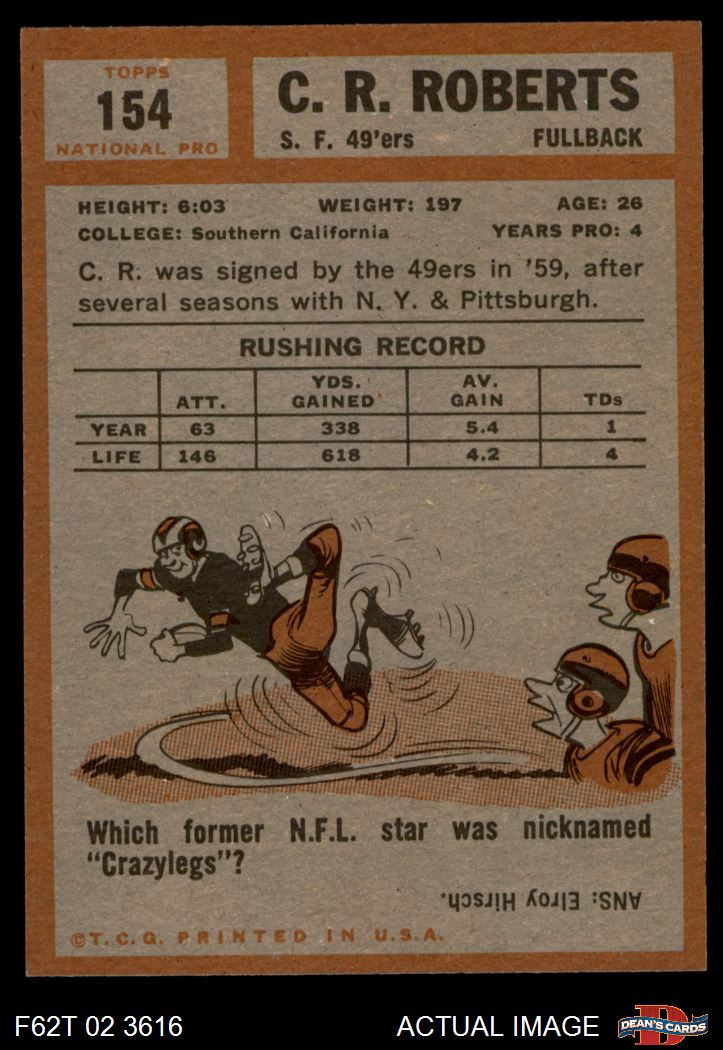 TOPPS
154
NATIONAL PRO
C. R. ROBERTS
S. F. 49'ers FULLBACK
HEIGHT: 6:03 WEIGHT: 197 AGE: 26
COLLEGE: Southern California YEARS PRO: 4
C. R. was signed by the 49ers in '59, after
several seasons with N. Y. & Pittsburgh.
RUSHING RECORD
ATT. YDS. GAINED AV. GAIN TDs
YEAR 63 338 5.4 1
LIFE 146 618 4.2 4
Which former N.F.L. star was nicknamed
"Crazylegs"?
ANS: Elroy Hirsch.
©T.C.G. PRINTED IN U.S.A.
F62T 02 3616 ACTUAL IMAGE DEAN'S CARDS